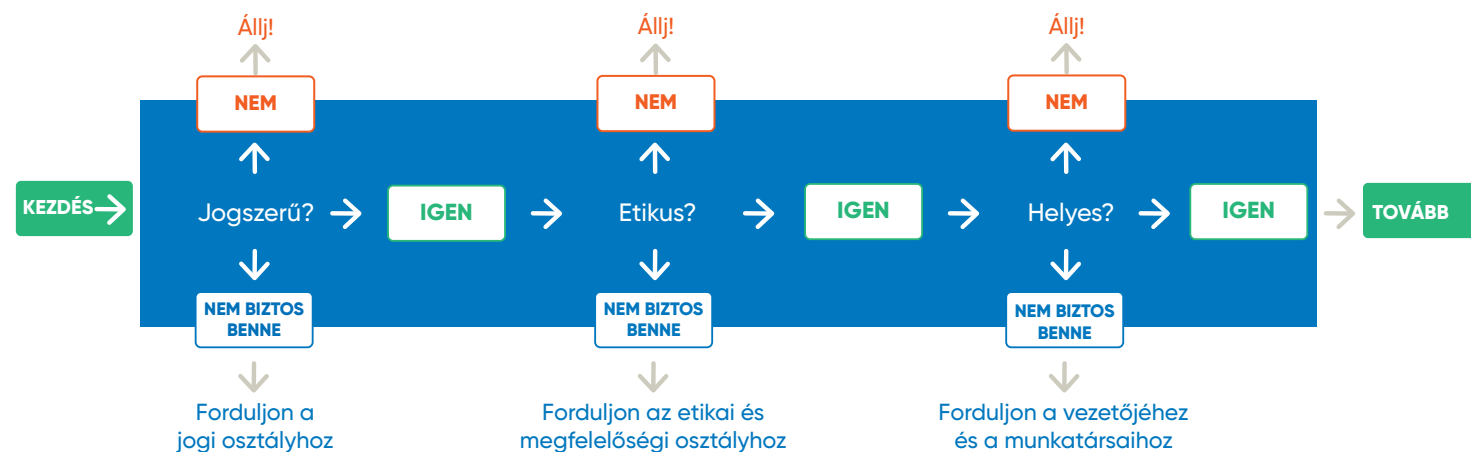 Állj!
Állj!
Állj!
NEM
NEM
NEM
KEZDÉS
Jogszerű?
IGEN
Etikus?
IGEN
Helyes?
IGEN
TOVÁBB
NEM BIZTOS
BENNE
NEM BIZTOS
BENNE
NEM BIZTOS
BENNE
Forduljon a
jogi osztályhoz
Forduljon az etikai és
megfelelőségi osztályhoz
Forduljon a vezetőjéhez
és a munkatársaihoz